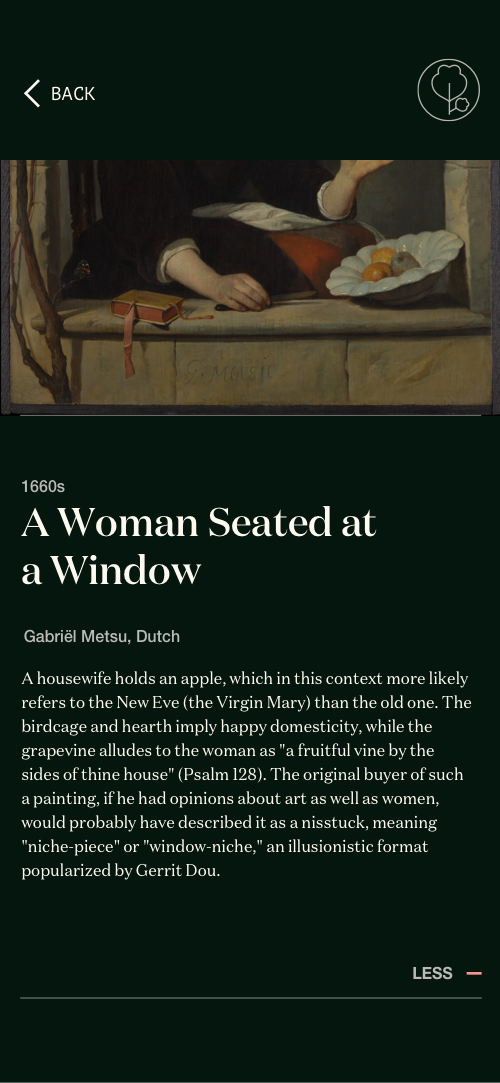 BACK
G. Metsu
1660s
A Woman Seated at
a Window
Gabriël Metsu, Dutch
A housewife holds an apple, which in this context more likely
refers to the New Eve (the Virgin Mary) than the old one. The
birdcage and hearth imply happy domesticity, while the
grapevine alludes to the woman as "a fruitful vine by the
sides of thine house" (Psalm 128). The original buyer of such
a painting, if he had opinions about art as well as women,
would probably have described it as a nisstuck, meaning
"niche-piece" or "window-niche," an illusionistic format
popularized by Gerrit Dou.
LESS